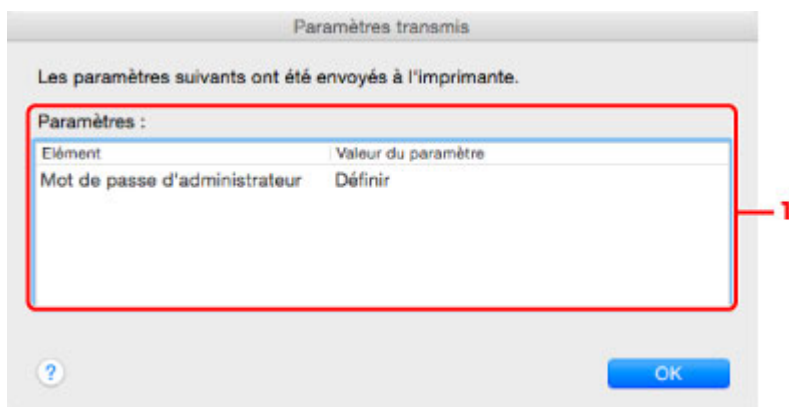 Paramètres transmis
Les paramètres suivants ont été envoyés à l'imprimante.
Paramètres :
Elément Valeur du paramètre
Mot de passe d'administrateur Définir
1
? OK